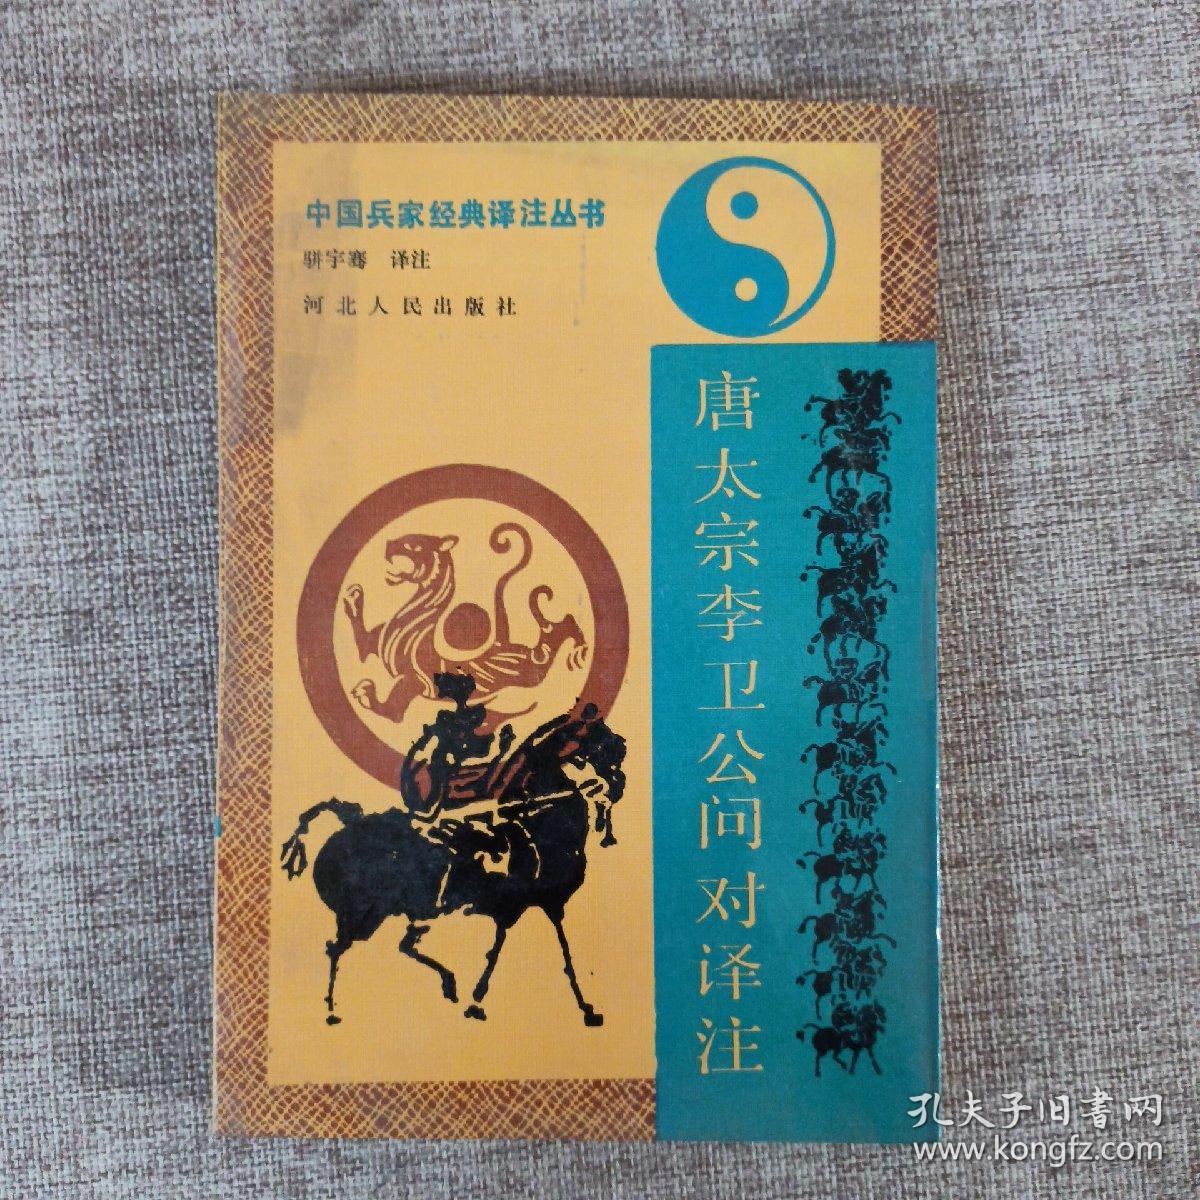 中国兵家经典译注丛书
骈宇骞 译注
河北人民出版社
唐太宗李卫公问对译注
孔夫子旧書网
www.kongfz.com